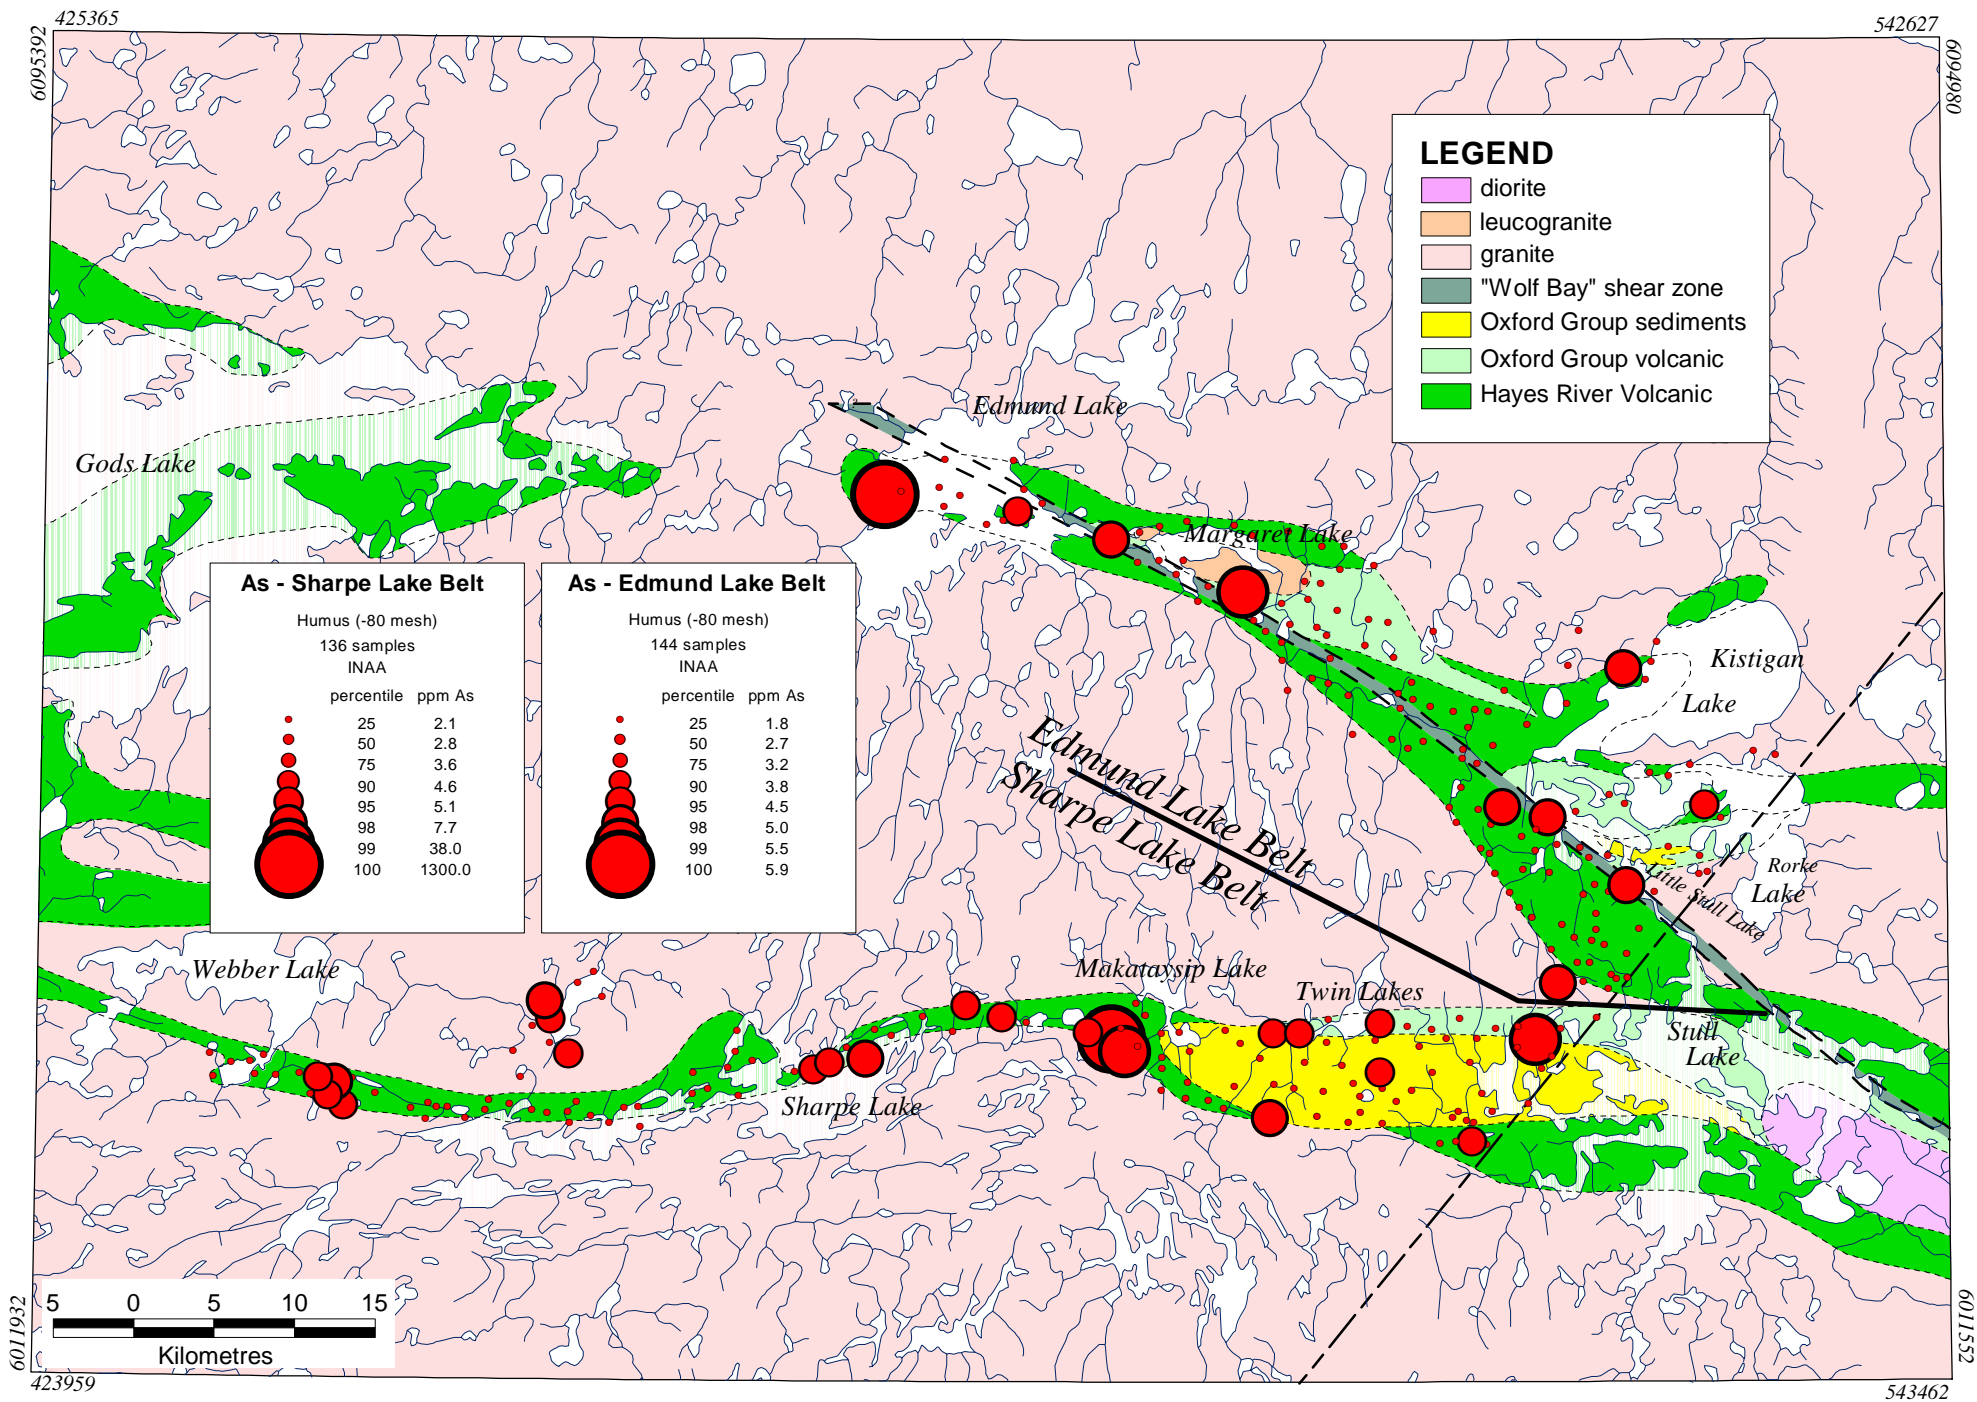 425365
542627
6095392
6094980
LEGEND
diorite
leucogranite
granite
"Wolf Bay" shear zone
Oxford Group sediments
Oxford Group volcanic
Hayes River Volcanic
Edmund Lake
Gods Lake
Margaret Lake
As - Sharpe Lake Belt
Humus (-80 mesh)
136 samples
INAA
percentile ppm As
25 2.1
50 2.8
75 3.6
90 4.6
95 5.1
98 7.7
99 38.0
100 1300.0
As - Edmund Lake Belt
Humus (-80 mesh)
144 samples
INAA
percentile ppm As
25 1.8
50 2.7
75 3.2
90 3.8
95 4.5
98 5.0
99 5.5
100 5.9
Kistigan
Lake
Edmund Lake Belt
Sharpe Lake Belt
Rorke
Lake
Little Stull Lake
Webber Lake
Makataysip Lake
Twin Lakes
Stull
Lake
Sharpe Lake
5 0 5 10 15
Kilometres
6011932
6011552
423959
543462